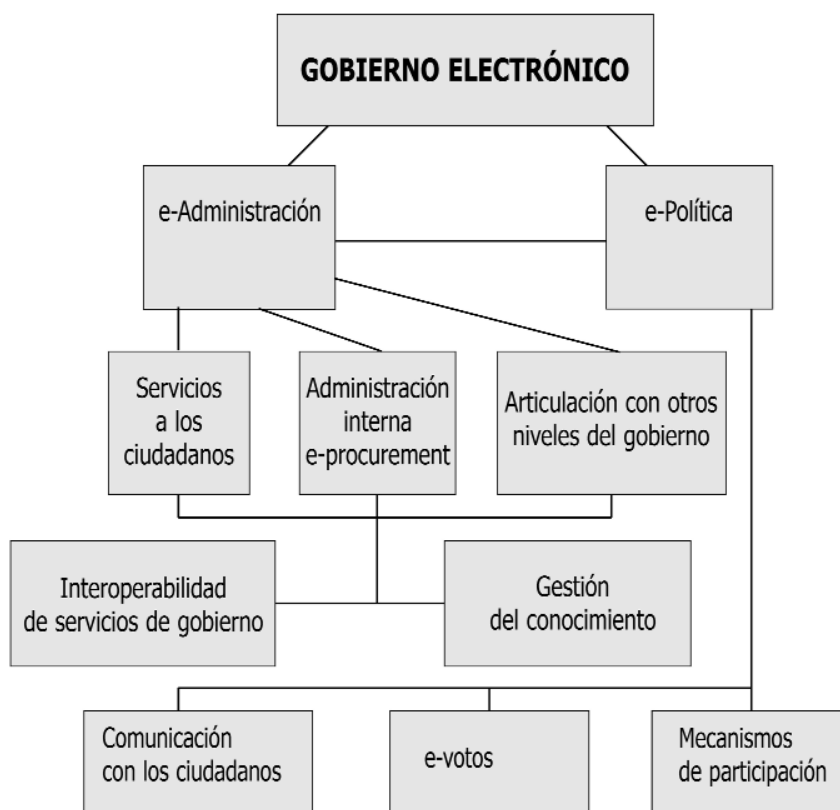 GOBIERNO ELECTRÓNICO
e-Administración
e-Política
Servicios
a los
ciudadanos
Administración
interna
e-procurement
Articulación con otros
niveles del gobierno
Interoperabilidad
de servicios de gobierno
Gestión
del conocimiento
Comunicación
con los ciudadanos
e-votos
Mecanismos
de participación